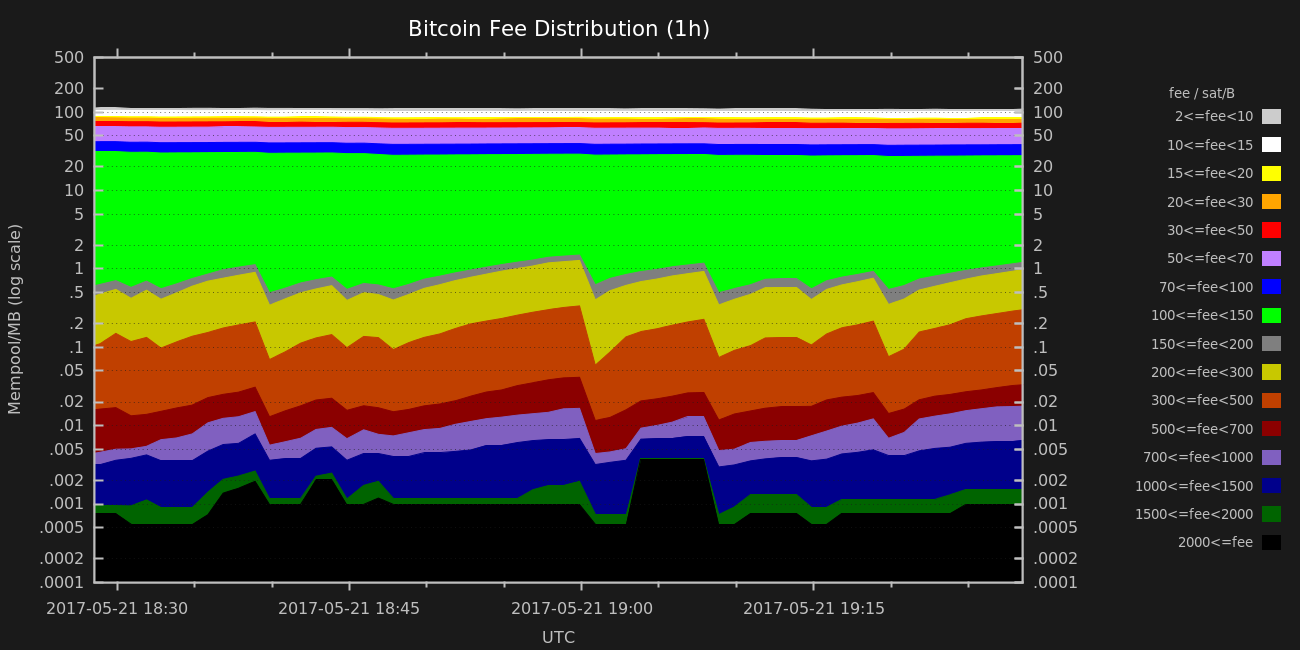 Bitcoin Fee Distribution (1h)
Mempool/MB (log scale)
500
200
100
50
20
10
5
2
1
.5
.2
.1
.05
.02
.01
.005
.002
.001
.0005
.0002
.0001
500
200
100
50
20
10
5
2
1
.5
.2
.1
.05
.02
.01
.005
.002
.001
.0005
.0002
.0001
2017-05-21 18:30
2017-05-21 18:45
2017-05-21 19:00
2017-05-21 19:15
UTC
fee / sat/B
2<=fee<10
10<=fee<15
15<=fee<20
20<=fee<30
30<=fee<50
50<=fee<70
70<=fee<100
100<=fee<150
150<=fee<200
200<=fee<300
300<=fee<500
500<=fee<700
700<=fee<1000
1000<=fee<1500
1500<=fee<2000
2000<=fee